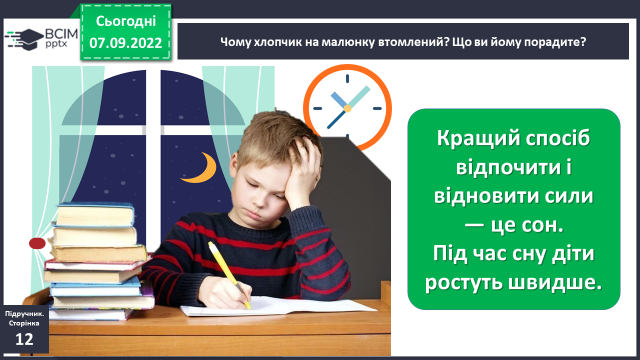 ВСІМ
pptx
Сьогодні
07.09.2022
Чому хлопчик на малюнку втомлений? Що ви йому порадите?
Кращий спосіб
відпочити і
відновити сили
— це сон.
Під час сну діти
ростуть швидше.
Підручник.
Сторінка
12